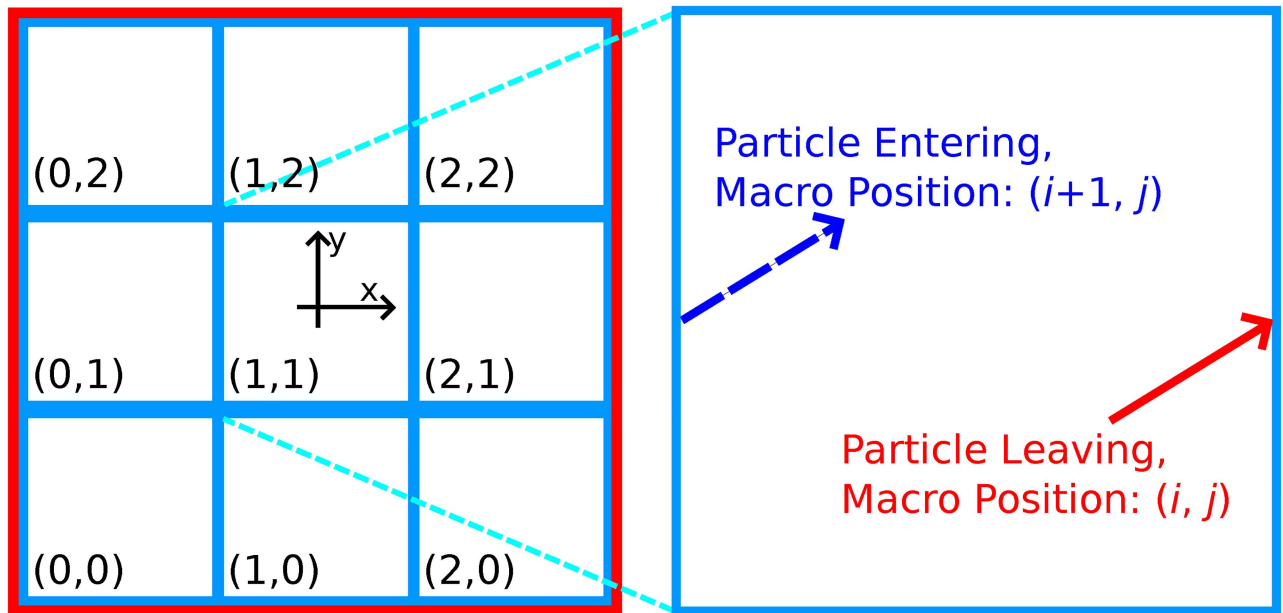 (0,2)
(1,2)
(2,2)
y
x
(0,1)
(1,1)
(2,1)
(0,0)
(1,0)
(2,0)
Particle Entering,
Macro Position: (i+1, j)
Particle Leaving,
Macro Position: (i, j)